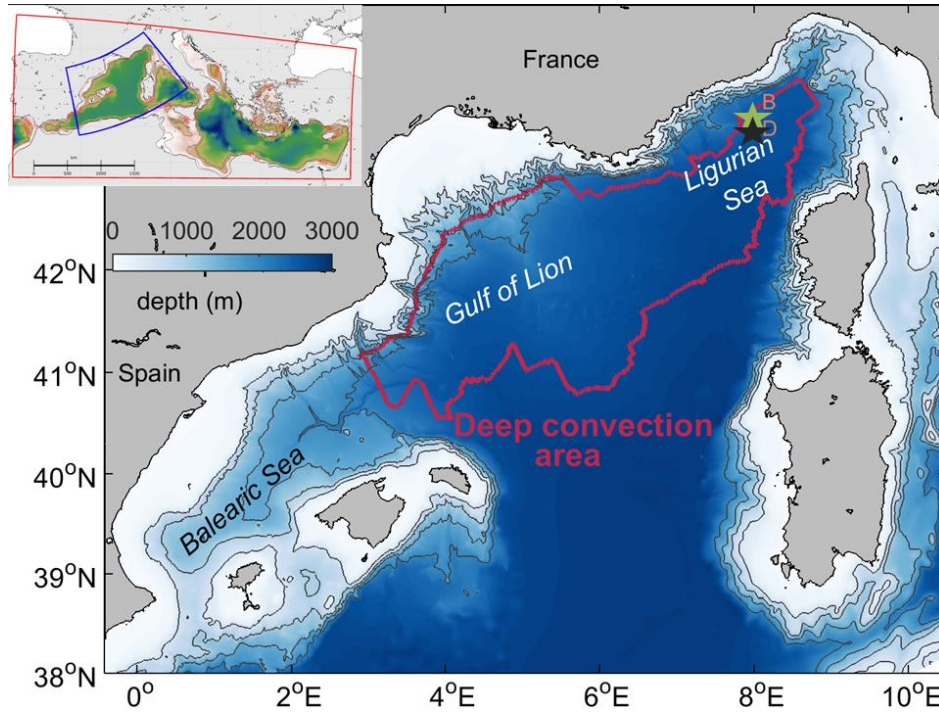 France
B
D
Ligurian
Sea
0 1000 2000 3000
depth (m)
Gulf of Lion
Spain
Deep convection
area
Balearic Sea
42°N
41°N
40°N
39°N
38°N
0° 2°E 4°E 6°E 8°E 10°E